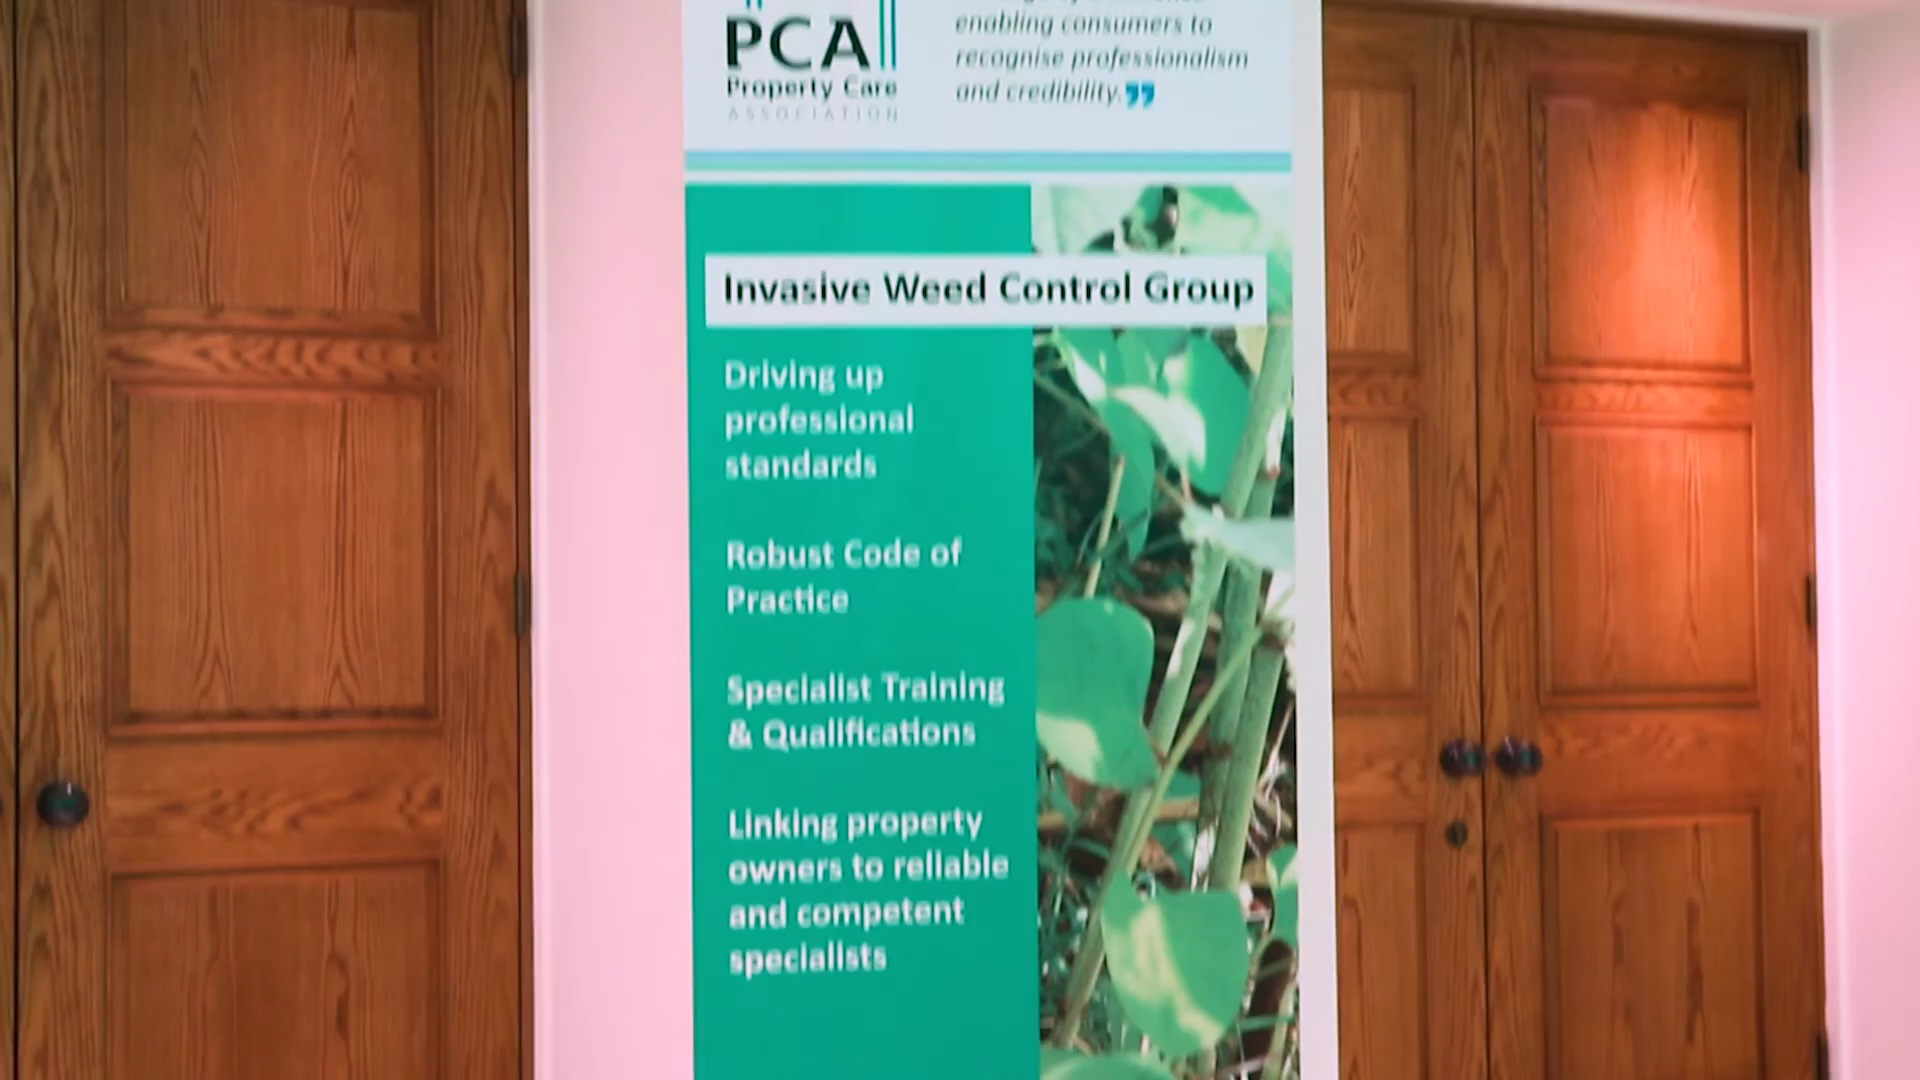 PCA
Property Care
ASSOCIATION
enabling consumers to
recognise professionalism
and credibility.”
Invasive Weed Control Group
Driving up
professional
standards
Robust Code of
Practice
Specialist Training
& Qualifications
Linking property
owners to reliable
and competent
specialists